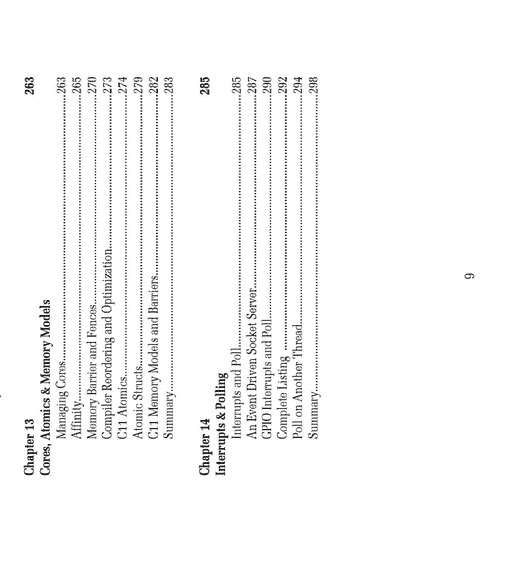 Chapter 13 263
Cores, Atomics & Memory Models
Managing Cores.....263
Affinity.....265
Memory Barrier and Fences.....270
Compiler Reordering and Optimization.....273
C11 Atomics.....274
Atomic Structs.....279
C11 Memory Models and Barriers.....282
Summary.....283
Chapter 14 285
Interrupts & Polling
Interrupts and Poll.....285
An Event Driven Socket Server.....287
GPIO Interrupts and Poll.....290
Complete Listing .....292
Poll on Another Thread.....294
Summary.....298
9